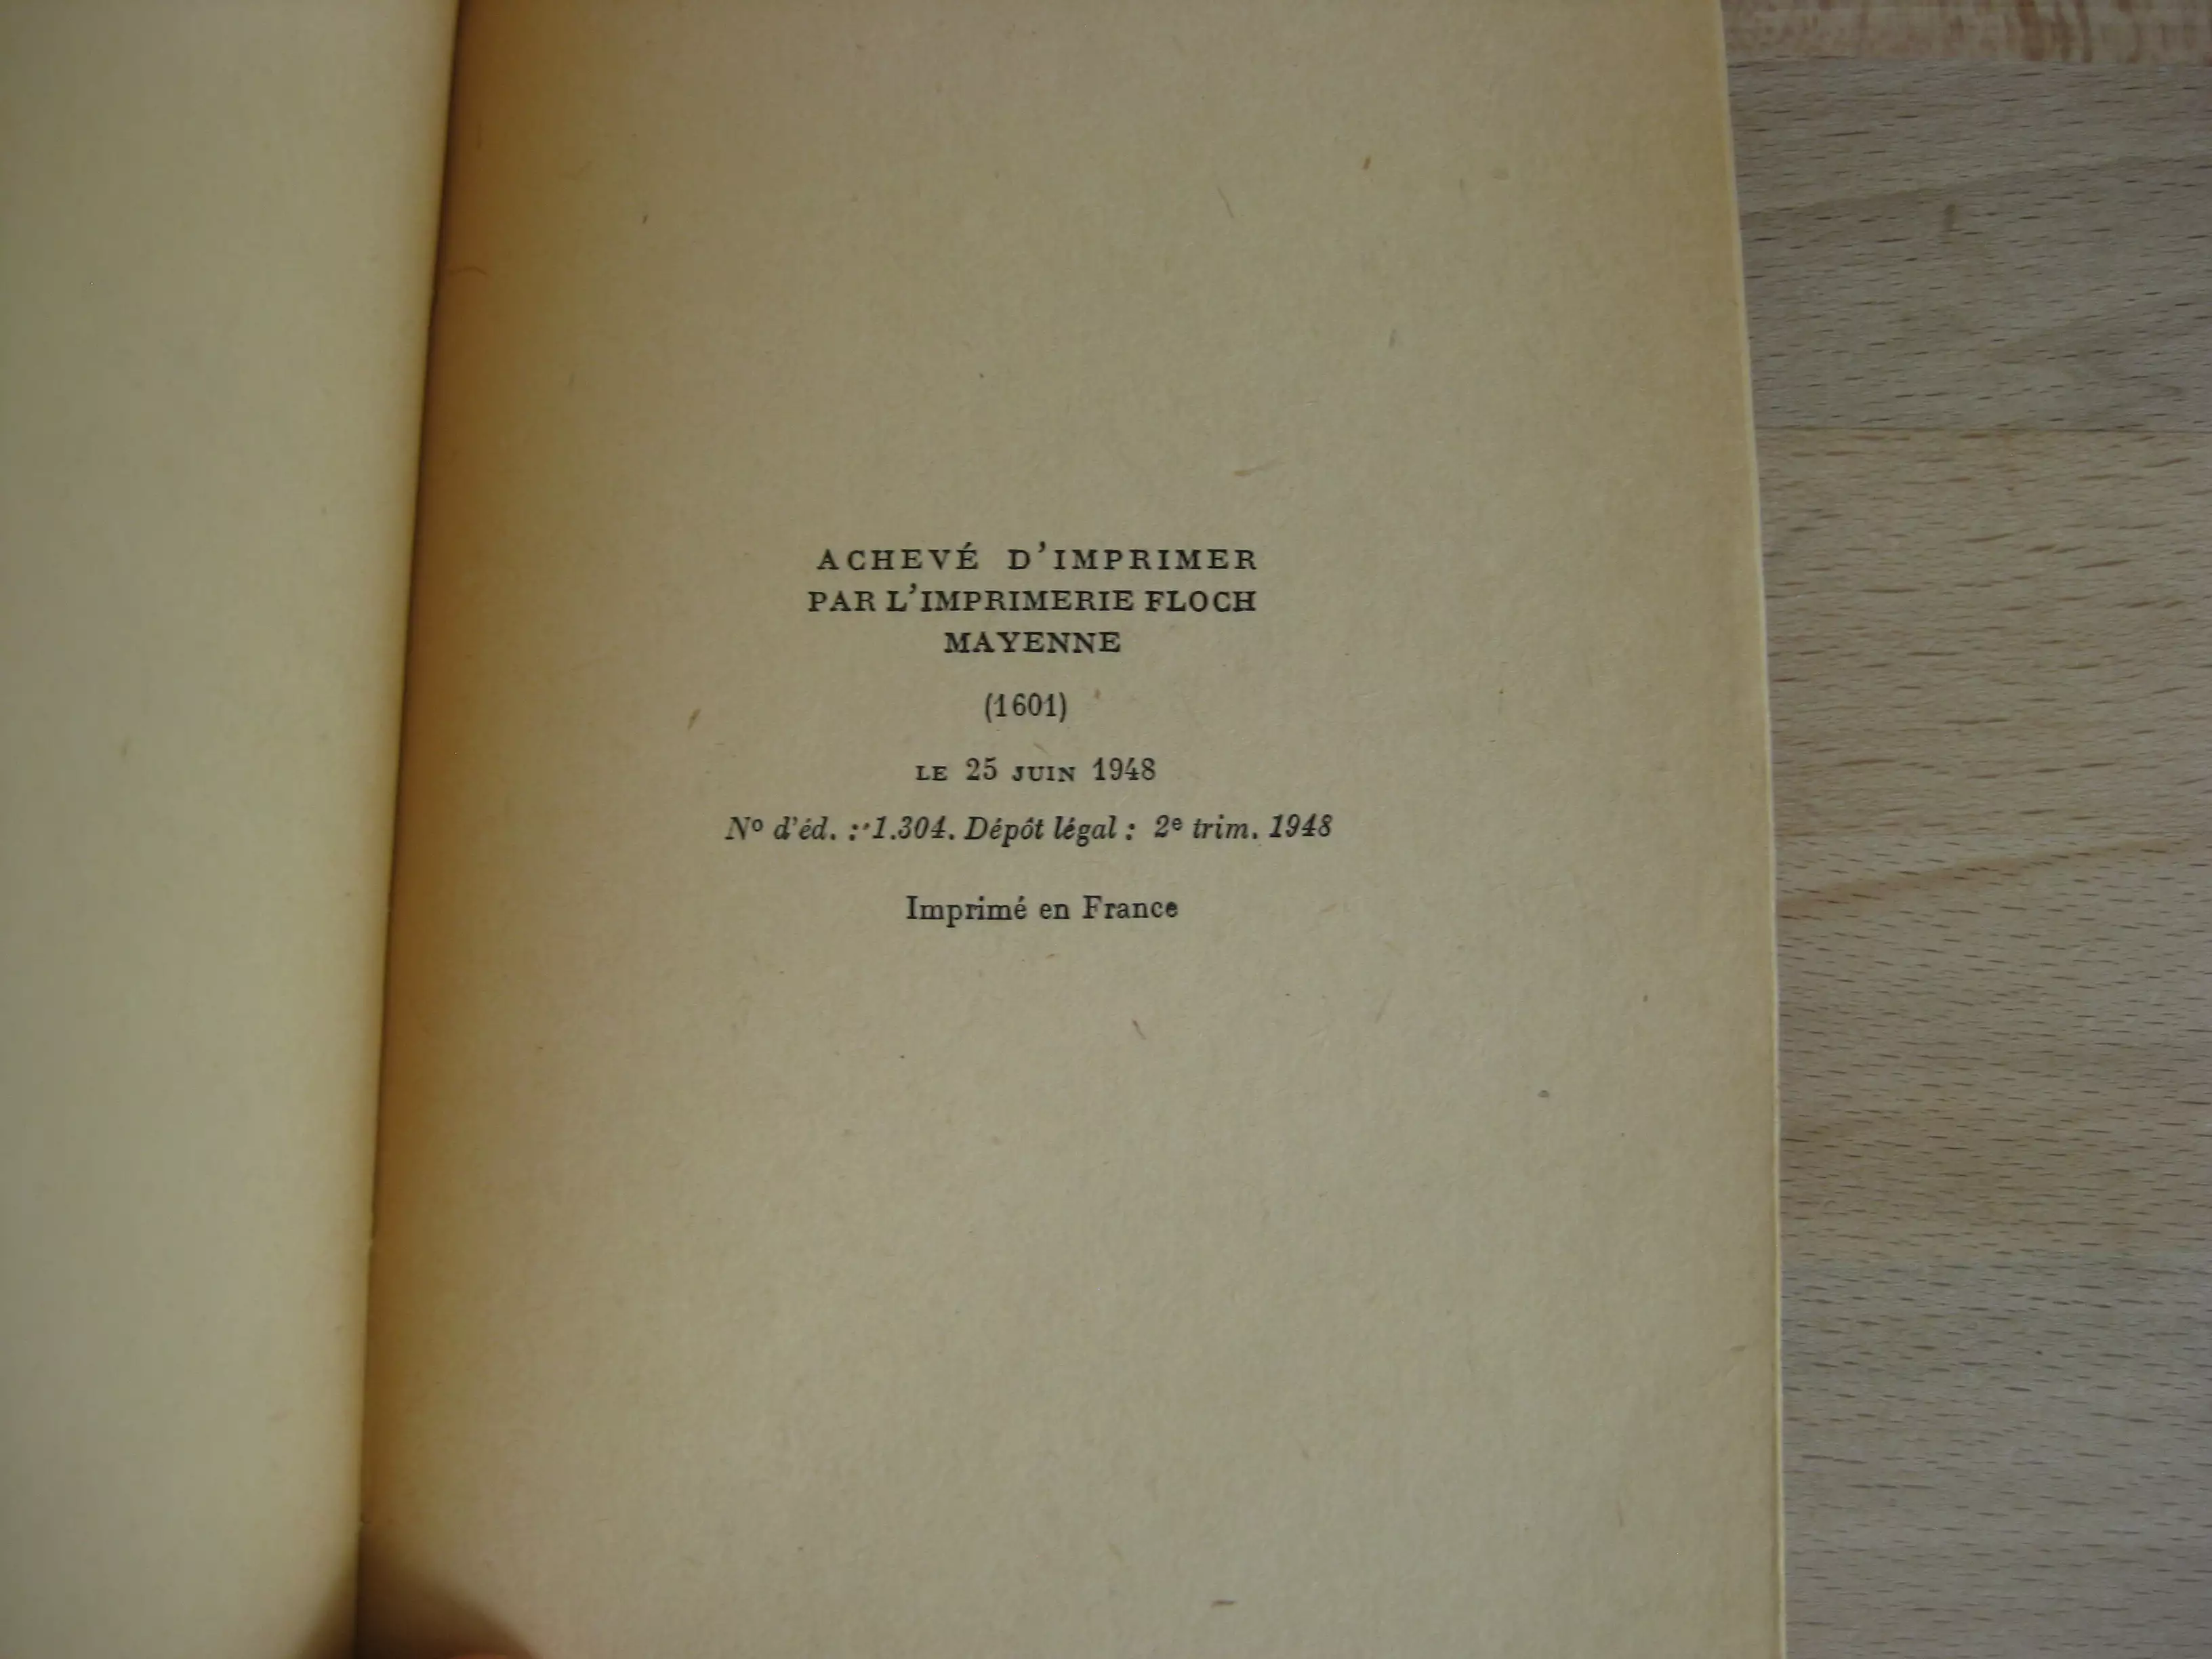 ACHEVÉ D'IMPRIMER
PAR L'IMPRIMERIE FLOCH
MAYENNE
(1601)
LE 25 JUIN 1948
Nº d'éd. : 1.304. Dépôt légal : 2e trim. 1948
Imprimé en France